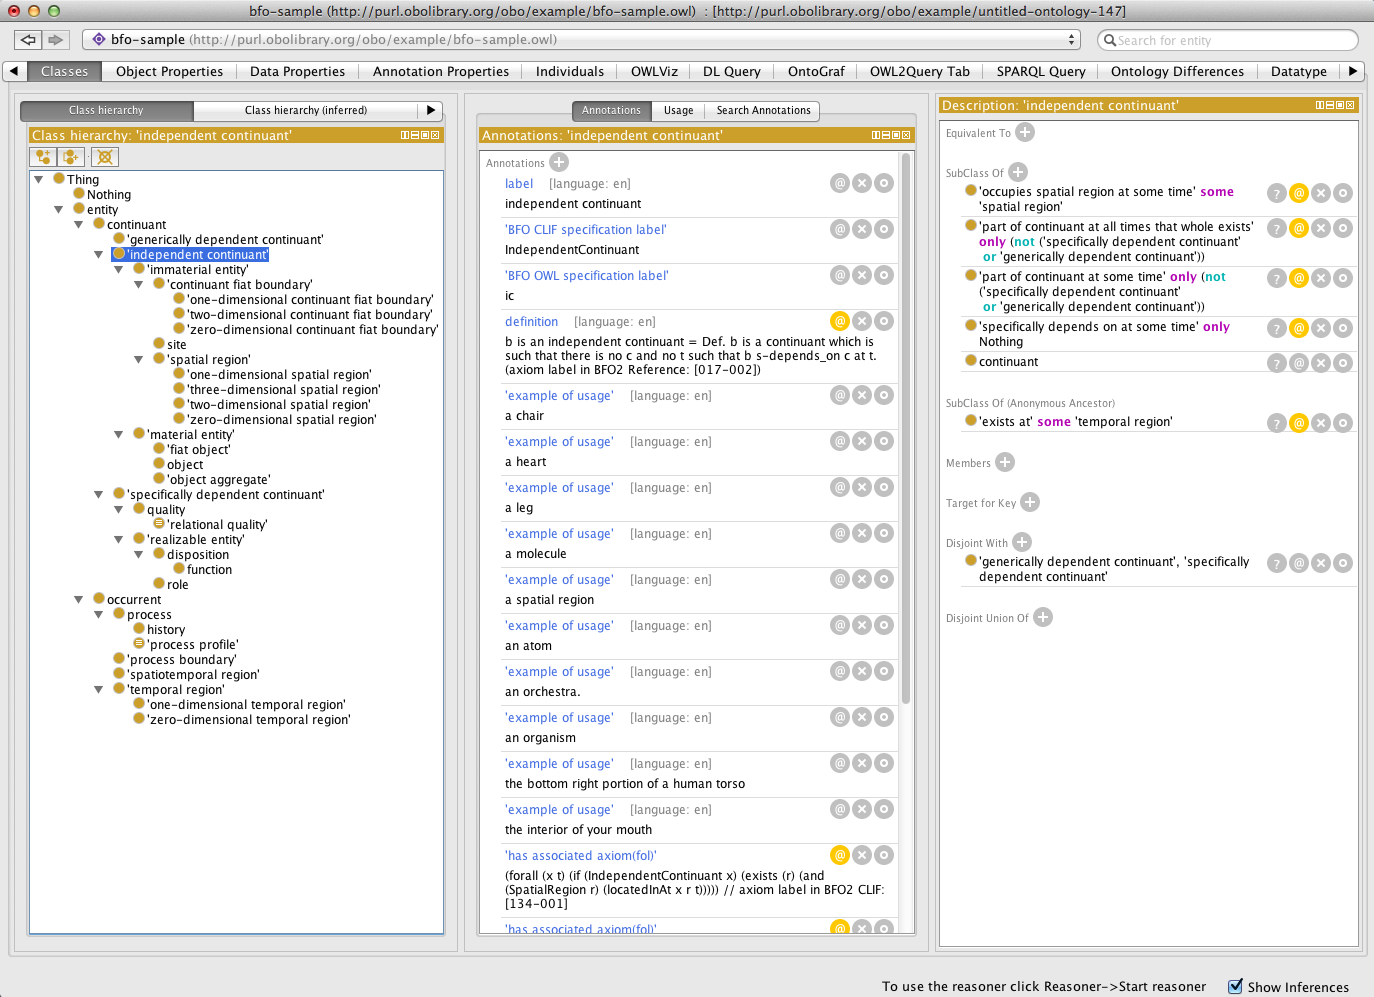 bfo-sample (http://purl.obolibrary.org/obo/example/bfo-sample.owl)  : [http://purl.obolibrary.org/obo/example/untitled-ontology-147]
bfo-sample (http://purl.obolibrary.org/obo/example/bfo-sample.owl)
Search for entity
Classes
Object Properties
Data Properties
Annotation Properties
Individuals
OWLViz
DL Query
OntoGraf
OWL2Query Tab
SPARQL Query
Ontology Differences
Datatype
Class hierarchy
Class hierarchy (inferred)
Class hierarchy: 'independent continuant'
Thing
Nothing
entity
continuant
'generically dependent continuant'
'independent continuant'
'immaterial entity'
'continuant fiat boundary'
'one-dimensional continuant fiat boundary'
'two-dimensional continuant fiat boundary'
'zero-dimensional continuant fiat boundary'
site
'spatial region'
'one-dimensional spatial region'
'three-dimensional spatial region'
'two-dimensional spatial region'
'zero-dimensional spatial region'
'material entity'
'fiat object'
object
'object aggregate'
'specifically dependent continuant'
quality
'relational quality'
'realizable entity'
disposition
function
role
occurrent
process
history
'process profile'
'process boundary'
'spatiotemporal region'
'temporal region'
'one-dimensional temporal region'
'zero-dimensional temporal region'
Annotations
Usage
Search Annotations
Annotations: 'independent continuant'
Annotations
label [language: en]
independent continuant
'BFO CLIF specification label'
IndependentContinuant
'BFO OWL specification label'
ic
definition [language: en]
b is an independent continuant = Def. b is a continuant which is
such that there is no c and no t such that b s-depends_on c at t.
(axiom label in BFO2 Reference: [017-002])
'example of usage' [language: en]
a chair
'example of usage' [language: en]
a heart
'example of usage' [language: en]
a leg
'example of usage' [language: en]
a molecule
'example of usage' [language: en]
a spatial region
'example of usage' [language: en]
an atom
'example of usage' [language: en]
an orchestra.
'example of usage' [language: en]
an organism
'example of usage' [language: en]
the bottom right portion of a human torso
'example of usage' [language: en]
the interior of your mouth
'has associated axiom(fol)'
(forall (x t) (if (IndependentContinuant x) (exists (r) (and
(SpatialRegion r) (locatedInAt x r t))))) // axiom label in BFO2 CLIF:
[134-001]
'has associated axiom(fol)'
Description: 'independent continuant'
Equivalent To
SubClass Of
'occupies spatial region at some time' some
'spatial region'
'part of continuant at all times that whole exists'
only (not ('specifically dependent continuant'
or 'generically dependent continuant'))
'part of continuant at some time' only (not
('specifically dependent continuant'
or 'generically dependent continuant'))
'specifically depends on at some time' only
Nothing
continuant
SubClass Of (Anonymous Ancestor)
'exists at' some 'temporal region'
Members
Target for Key
Disjoint With
'generically dependent continuant', 'specifically
dependent continuant'
Disjoint Union Of
To use the reasoner click Reasoner->Start reasoner
Show Inferences